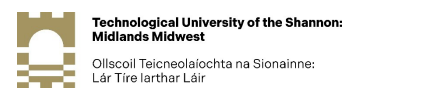 Technological University of the Shannon:
Midlands Midwest
Ollscoil Teicneolaíochta na Sionainne:
Lár Tíre Iarthar Láir